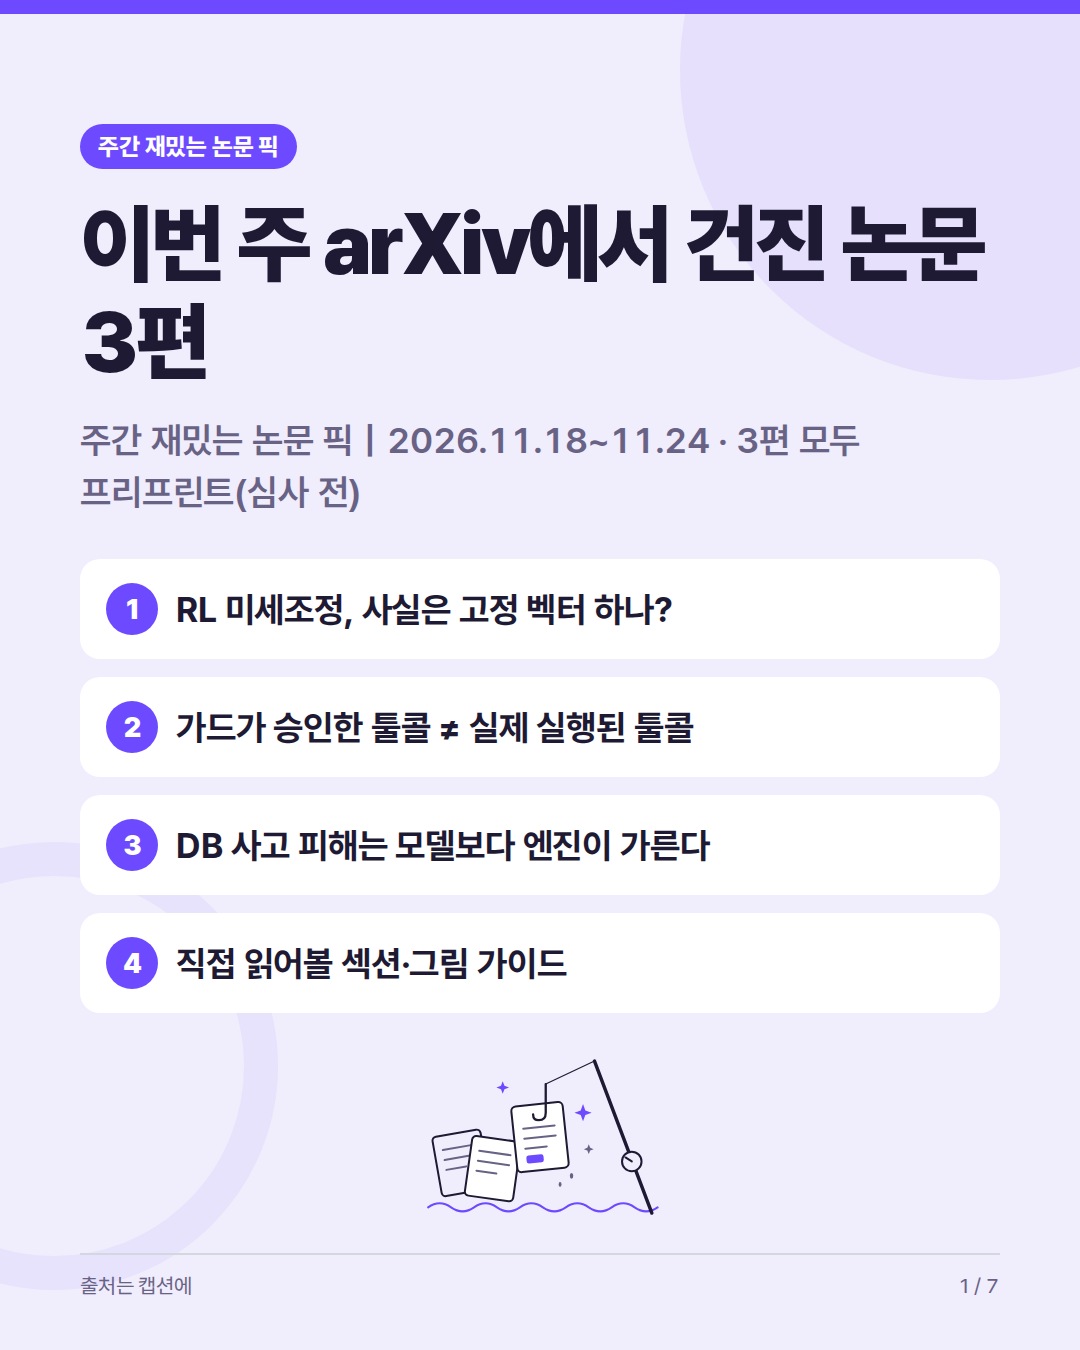 주간 재밌는 논문 픽
이번 주 arXiv에서 건진 논문
3편
주간 재밌는 논문 픽 | 2026.11.18~11.24 · 3편 모두
프리프린트(심사 전)
1 RL 미세조정, 사실은 고정 벡터 하나?
2 가드가 승인한 툴콜 ≠ 실제 실행된 툴콜
3 DB 사고 피해는 모델보다 엔진이 가른다
4 직접 읽어볼 섹션·그림 가이드
출처는 캡션에
1 / 7